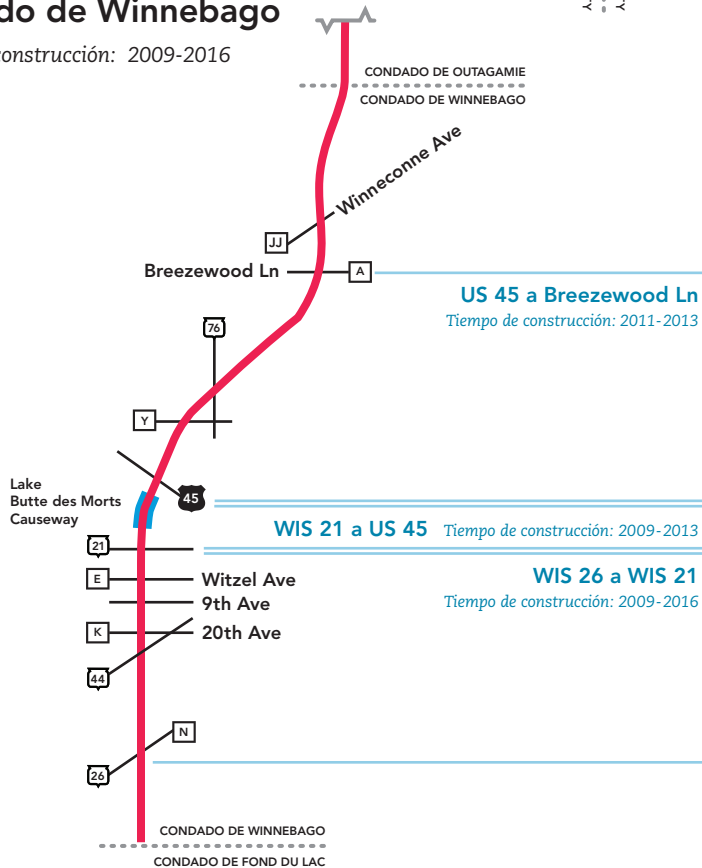 do de Winnebago
construcción: 2009-2016
CONDADO DE OUTAGAMIE
CONDADO DE WINNEBAGO
Winneconne Ave
JJ
Breezewood Ln
A
US 45 a Breezewood Ln
Tiempo de construcción: 2011-2013
76
Y
Lake
Butte des Morts
Causeway
45
WIS 21 a US 45 Tiempo de construcción: 2009-2013
21
WIS 26 a WIS 21
Tiempo de construcción: 2009-2016
E
Witzel Ave
9th Ave
K
20th Ave
44
N
26
CONDADO DE WINNEBAGO
CONDADO DE FOND DU LAC